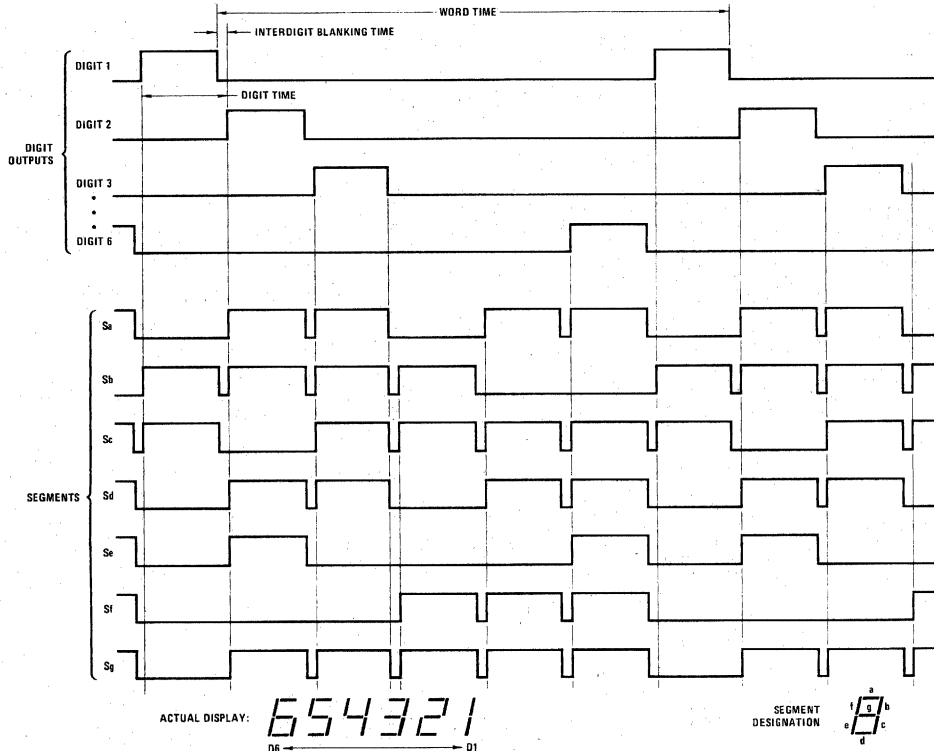 WORD TIME
INTERDIGIT BLANKING TIME
DIGIT 1
DIGIT TIME
DIGIT 2
DIGIT OUTPUTS
DIGIT 3
DIGIT 6
Sa
Sb
Sc
Sd
SEGMENTS
Se
Sf
Sg
ACTUAL DISPLAY: 654321
D6 D1
SEGMENT DESIGNATION
a
f g b
e c
d